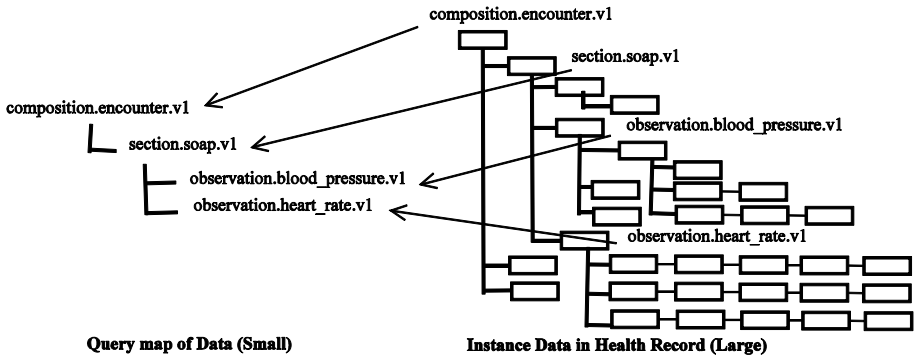 composition.encounter.v1
section.soap.v1
composition.encounter.v1
observation.blood_pressure.v1
section.soap.v1
observation.blood_pressure.v1
observation.heart_rate.v1
observation.heart_rate.v1
Query map of Data (Small)
Instance Data in Health Record (Large)